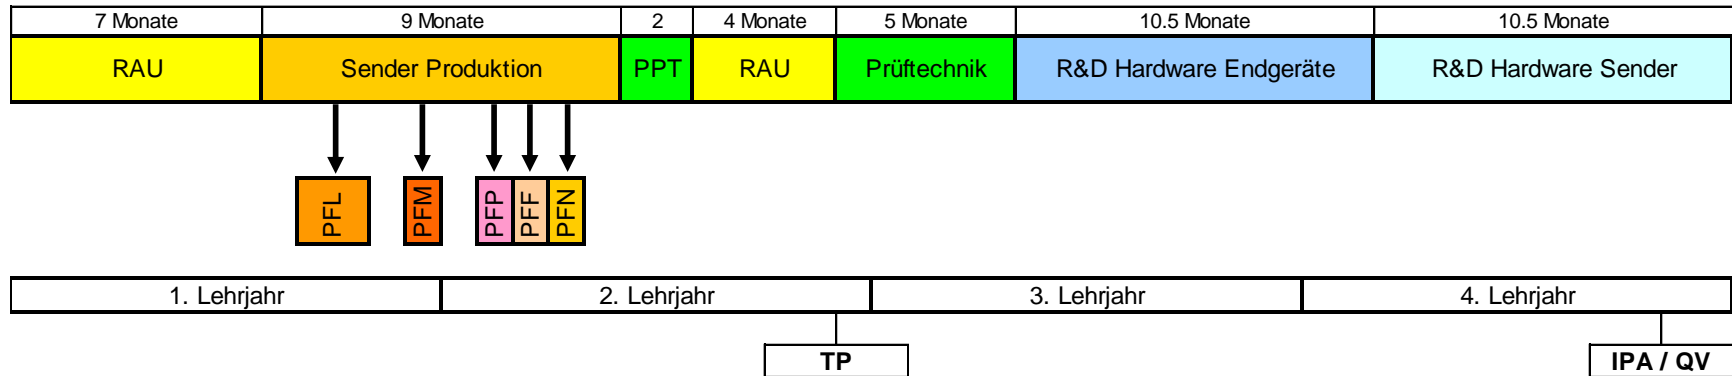 7 Monate 9 Monate 2 4 Monate 5 Monate 10.5 Monate 10.5 Monate
RAU Sender Produktion PPT RAU Prüftechnik R&D Hardware Endgeräte R&D Hardware Sender
PFL PFM PFP PFF PFN
1. Lehrjahr 2. Lehrjahr 3. Lehrjahr 4. Lehrjahr
TP IPA / QV